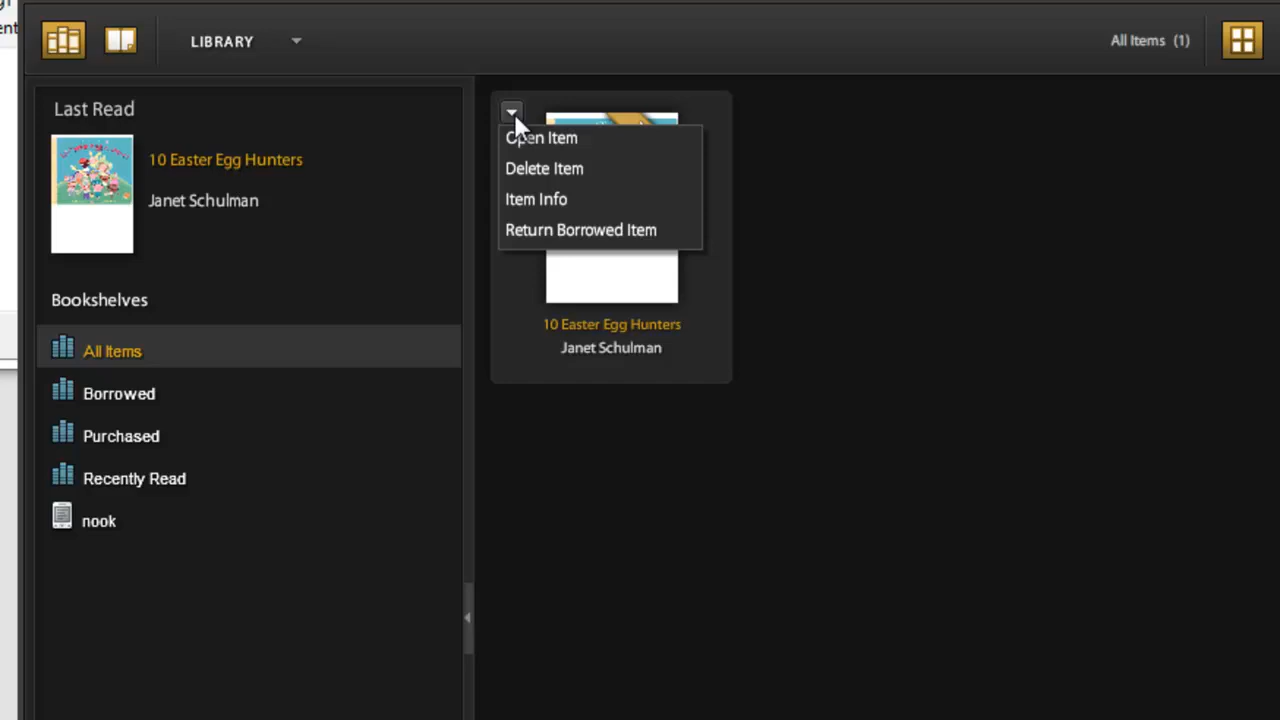 LIBRARY
All Items (1)
Last Read
10 Easter Egg Hunters
Janet Schulman
Bookshelves
All Items
Borrowed
Purchased
Recently Read
nook
Open Item
Delete Item
Item Info
Return Borrowed Item
10 Easter Egg Hunters
Janet Schulman